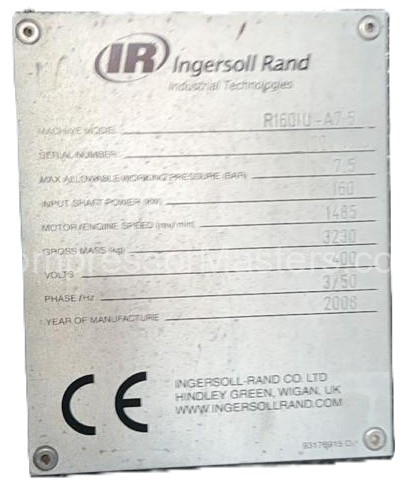 IR Ingersoll Rand
Industrial Technologies
MACHINE MODEL R160IU-A7.5
SERIAL NUMBER
MAX ALLOWABLE WORKING PRESSURE (BAR) 7.5
INPUT SHAFT POWER (kW) 160
MOTOR/ENGINE SPEED (rev/min) 1485
GROSS MASS (kg) 3230
VOLTS 400
PHASE/Hz 3/50
YEAR OF MANUFACTURE 2008
CE
INGERSOLL-RAND CO. LTD
HINDLEY GREEN, WIGAN, UK
WWW.INGERSOLLRAND.COM